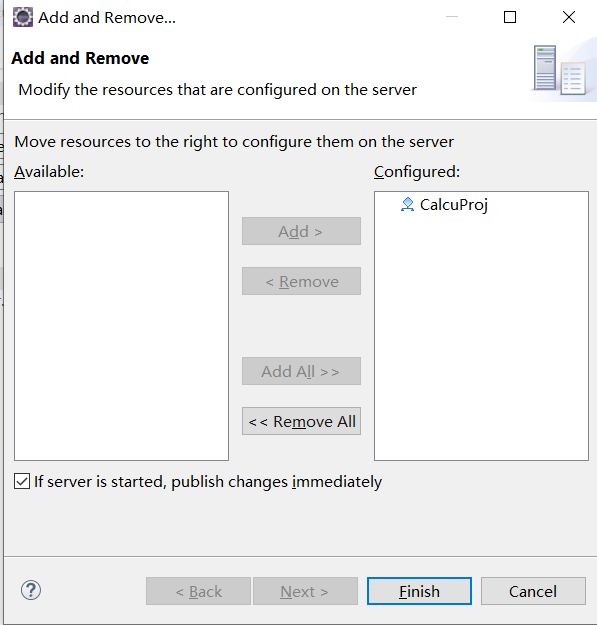 Add and Remove...
Add and Remove
Modify the resources that are configured on the server
Move resources to the right to configure them on the server
Available:
Configured:
CalcuProj
Add >
< Remove
Add All >>
<< Remove All
If server is started, publish changes immediately
?
< Back
Next >
Finish
Cancel